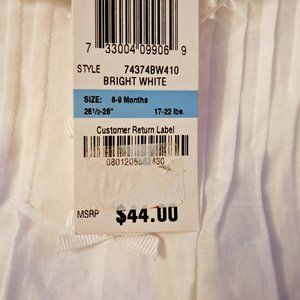 7 33004 09906 9
STYLE 74374BW410
BRIGHT WHITE
SIZE: 6-9 Months
26½-28" 17-22 lbs.
Customer Return Label
MSRP $44.00